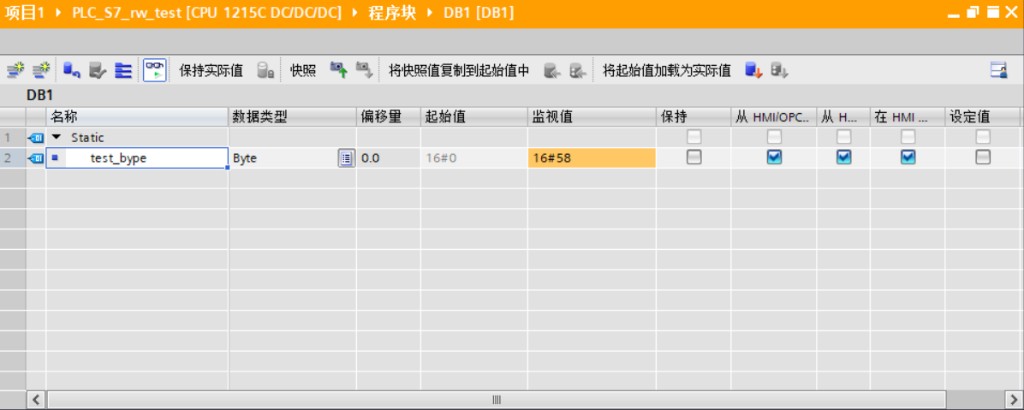 项目1 ▸ PLC_S7_rw_test [CPU 1215C DC/DC/DC] ▸ 程序块 ▸ DB1 [DB1]
保持实际值 快照 将快照值复制到起始值中 将起始值加载为实际值
DB1
名称 数据类型 偏移量 起始值 监视值 保持 从 HMI/OPC.. 从 H... 在 HMI ... 设定值
1 Static
2 test_bype Byte 0.0 16#0 16#58